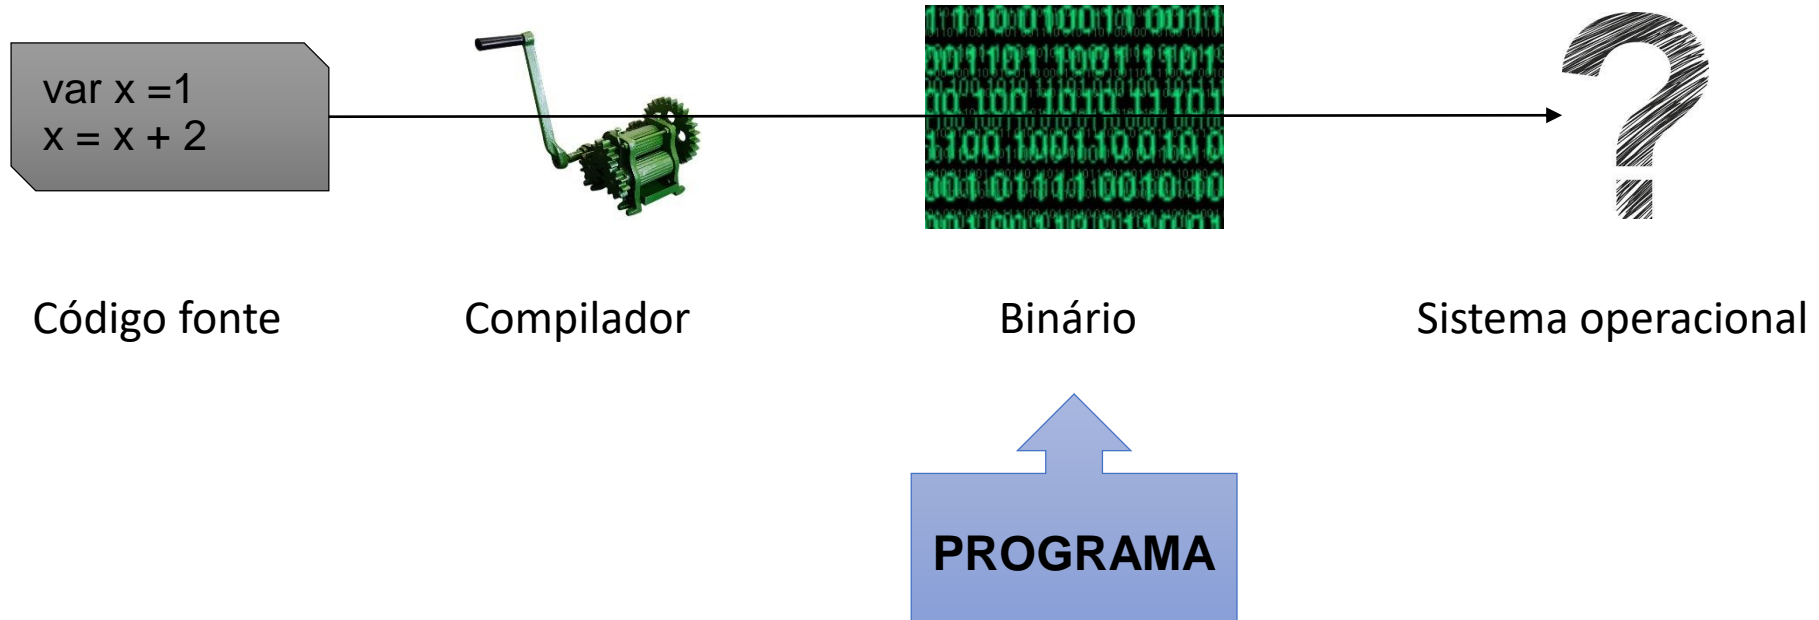 var x =1
x = x + 2
Código fonte
Compilador
Binário
Sistema operacional
PROGRAMA